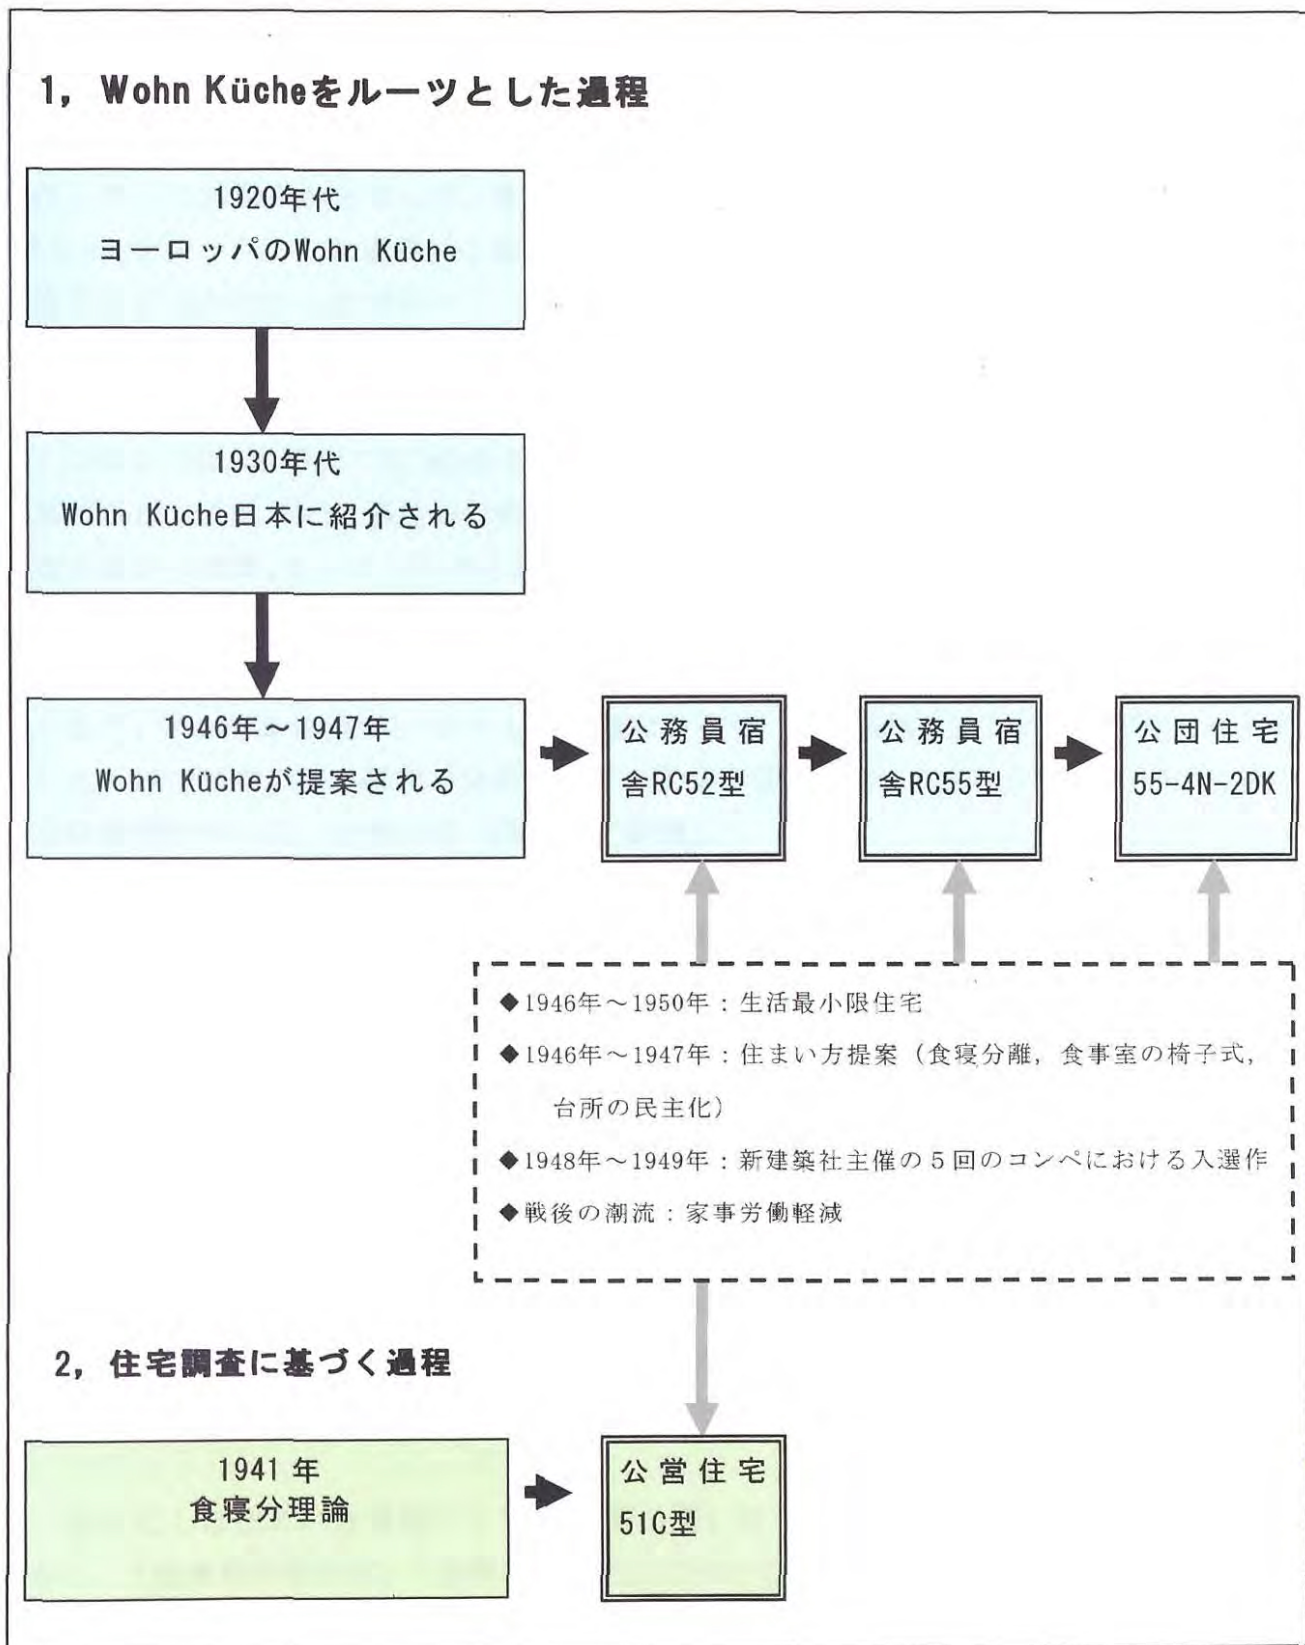 1, Wohn Kücheをルーツとした過程
1920年代
ヨーロッパのWohn Küche
1930年代
Wohn Küche日本に紹介される
1946年～1947年
Wohn Kücheが提案される
公務員宿
舎RC52型
公務員宿
舎RC55型
公団住宅
55-4N-2DK
◆1946年～1950年：生活最小限住宅
◆1946年～1947年：住まい方提案（食寝分離，食事室の椅子式，
台所の民主化）
◆1948年～1949年：新建築社主催の５回のコンペにおける入選作
◆戦後の潮流：家事労働軽減
2, 住宅調査に基づく過程
1941 年
食寝分理論
公営住宅
51C型